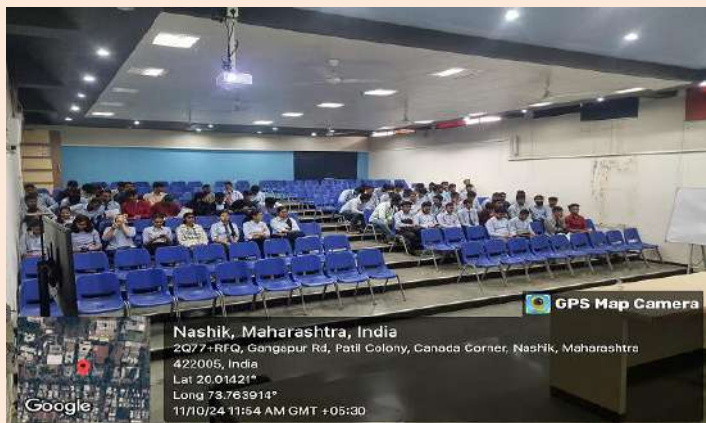 GPS Map Camera
Nashik, Maharashtra, India
2Q77+RFQ, Gangapur Rd, Patil Colony, Canada Corner, Nashik, Maharashtra
422005, India
Lat 20.01421°
Long 73.763914°
11/10/24 11:54 AM GMT +05:30
Google